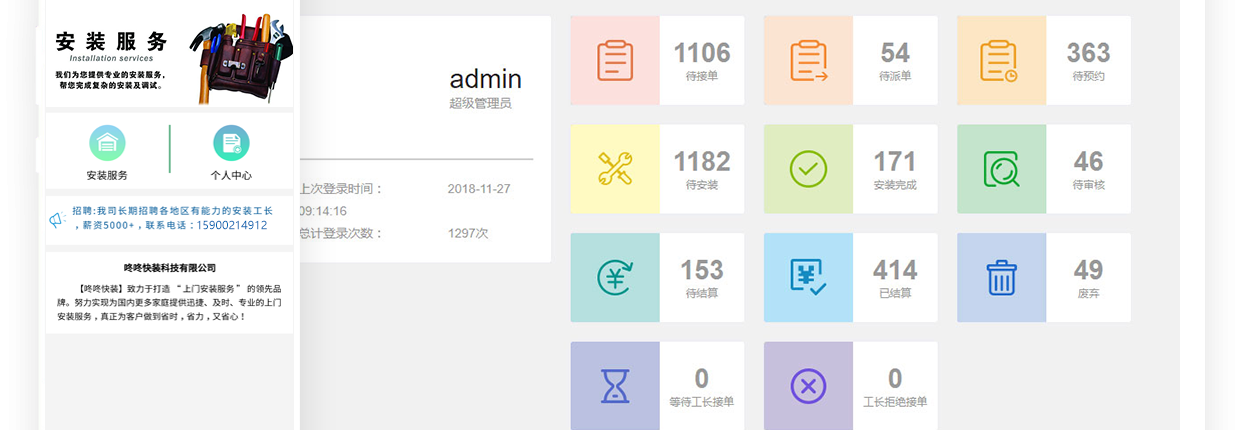 安装服务
Installation services
我们为您提供专业的安装服务，
帮您完成复杂的安装及调试。
安装服务
个人中心
招聘:我司长期招聘各地区有能力的安装工长
，薪资5000+，联系电话：15900214912
咚咚快装科技有限公司
【咚咚快装】致力于打造“上门安装服务”的领先品
牌。努力实现为国内更多家庭提供迅捷、及时、专业的上门
安装服务，真正为客户做到省时，省力，又省心！
admin
超级管理员
上次登录时间：
2018-11-27
09:14:16
总计登录次数：
1297次
1106
待接单
54
待派单
363
待预约
1182
待安装
171
安装完成
46
待审核
153
待结算
414
已结算
49
废弃
0
等待工长接单
0
工长拒绝接单